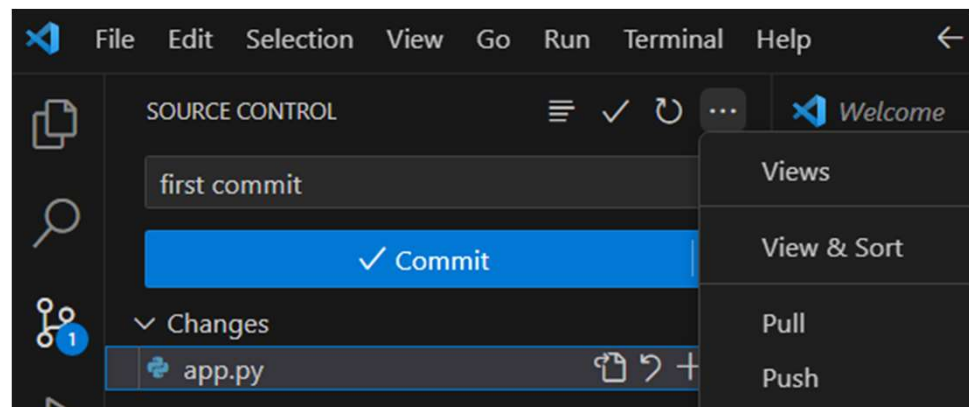 File Edit Selection View Go Run Terminal Help
SOURCE CONTROL
Welcome
first commit
Views
Commit
View & Sort
Changes
Pull
1
app.py
Push